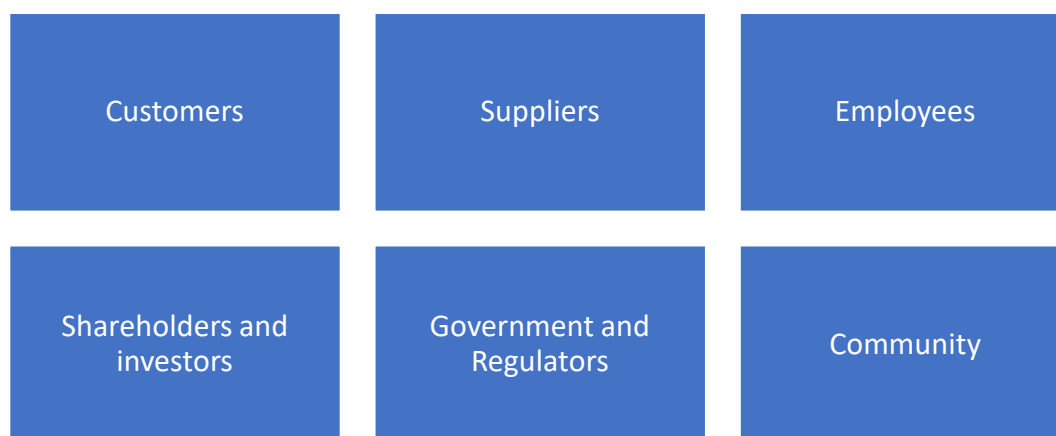 Customers
Suppliers
Employees
Shareholders and
investors
Government and
Regulators
Community